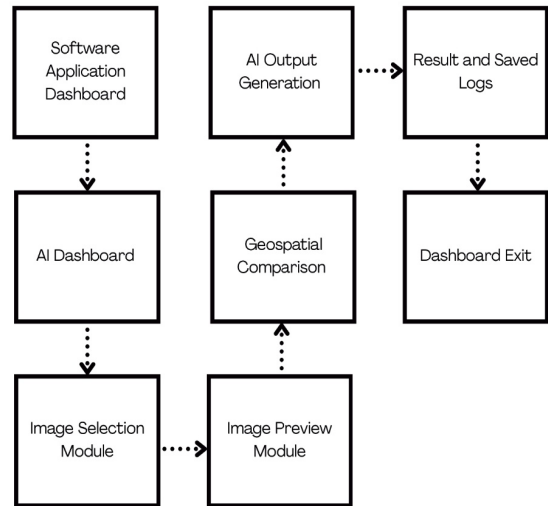 Software
Application
Dashboard
AI Dashboard
Image Selection
Module
Image Preview
Module
Geospatial
Comparison
AI Output
Generation
Result and Saved
Logs
Dashboard Exit